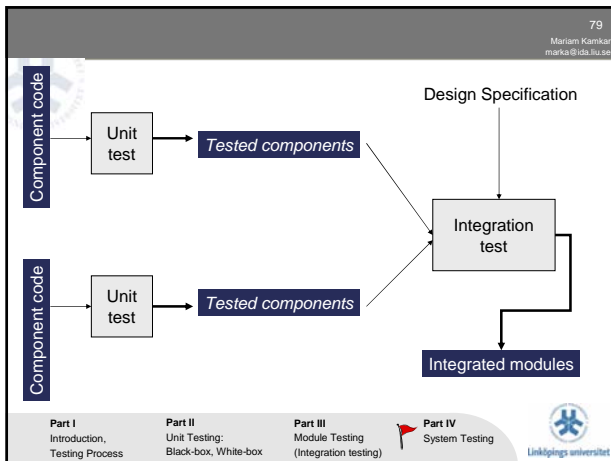 79
Mariam Kamkar
marka@ida.liu.se
Component code
Unit
test
Tested components
Design Specification
Integration
test
Component code
Unit
test
Tested components
Integrated modules
Part I
Introduction,
Testing Process
Part II
Unit Testing:
Black-box, White-box
Part III
Module Testing
(Integration testing)
Part IV
System Testing
Linköpings universitet